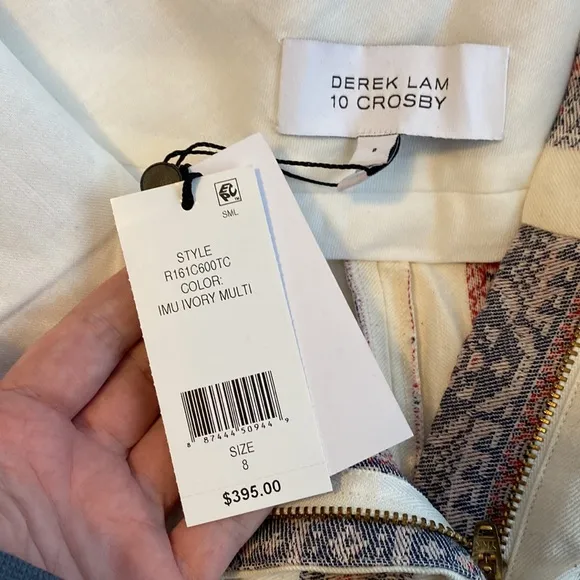 DEREK LAM
10 CROSBY
SML
STYLE
R161C600TC
COLOR:
IMU IVORY MULTI
8 87444 50944 9
SIZE
8
$395.00